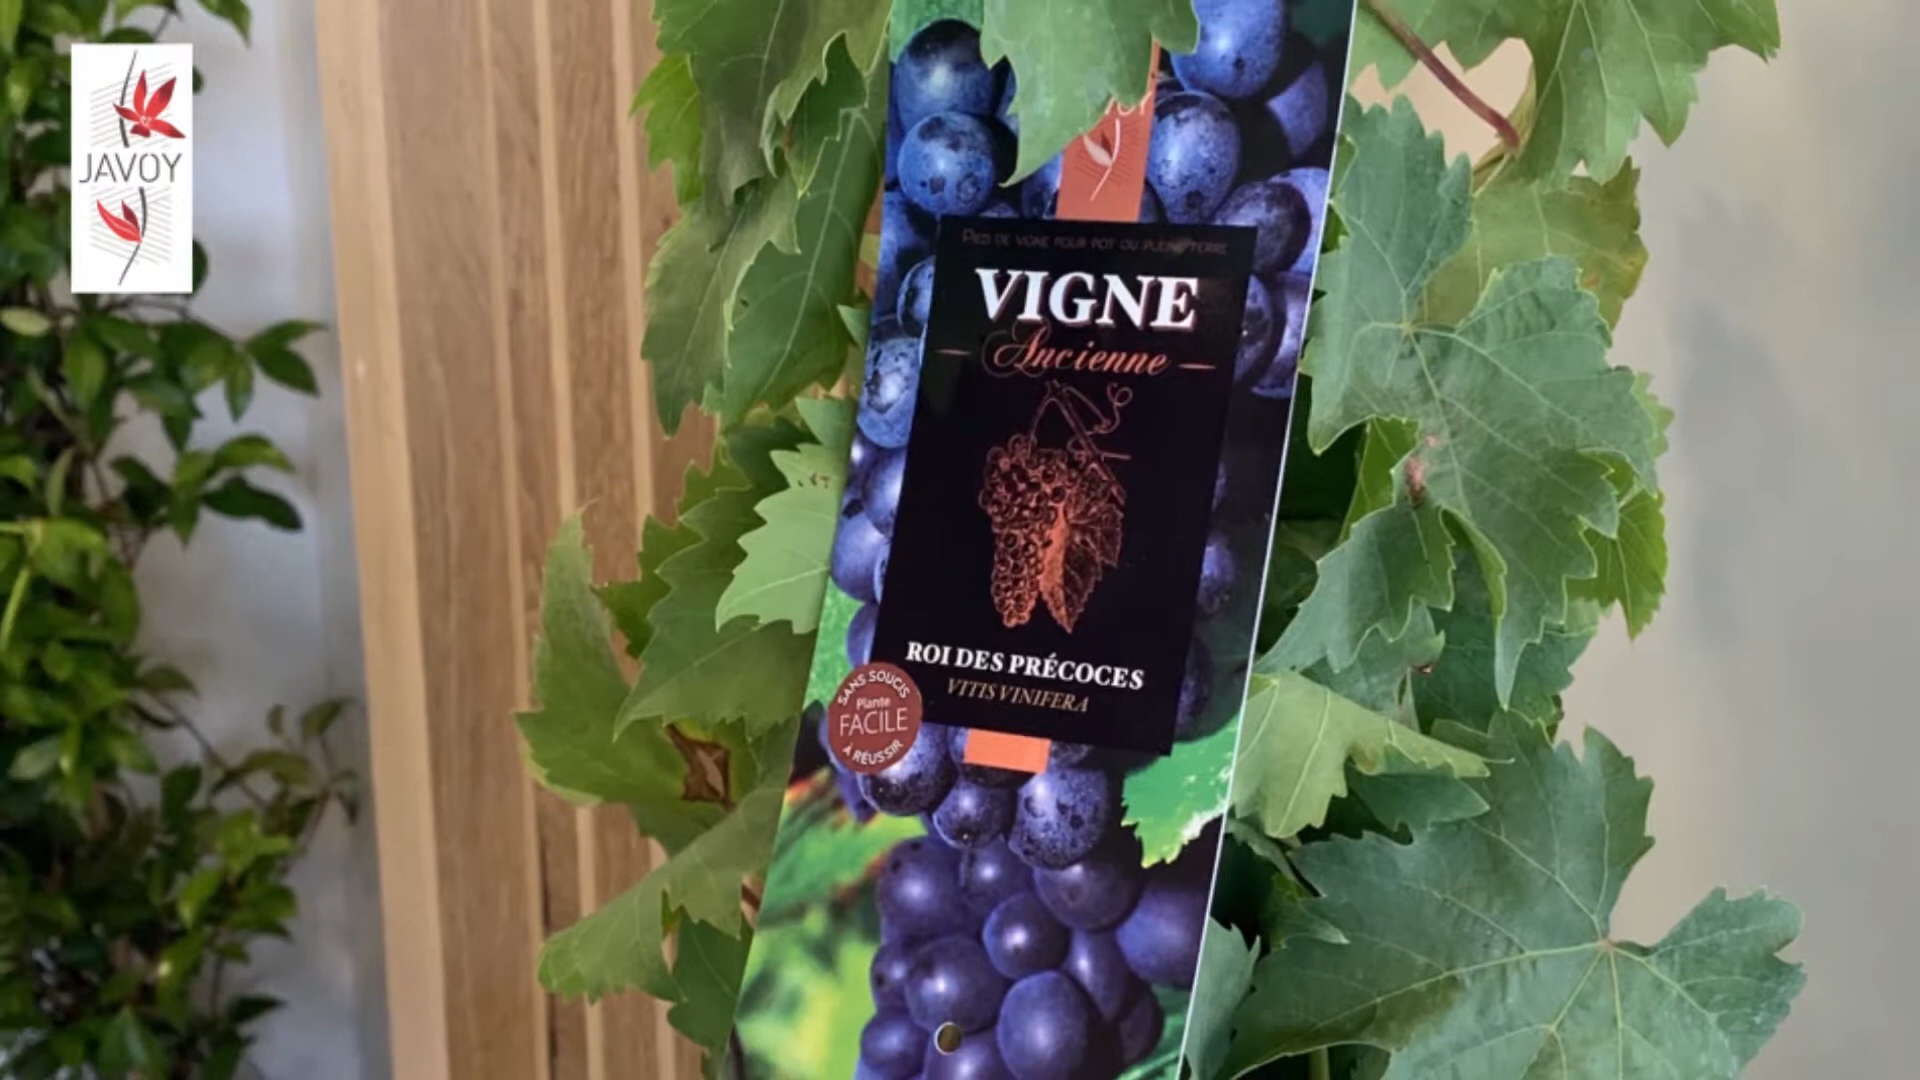 JAVOY
PIED DE VIGNE POUR POT OU PLEINE TERRE
VIGNE
Ancienne
ROI DES PRÉCOCES
VITIS VINIFERA
SANS SOUCIS
Plante
FACILE
À RÉUSSIR